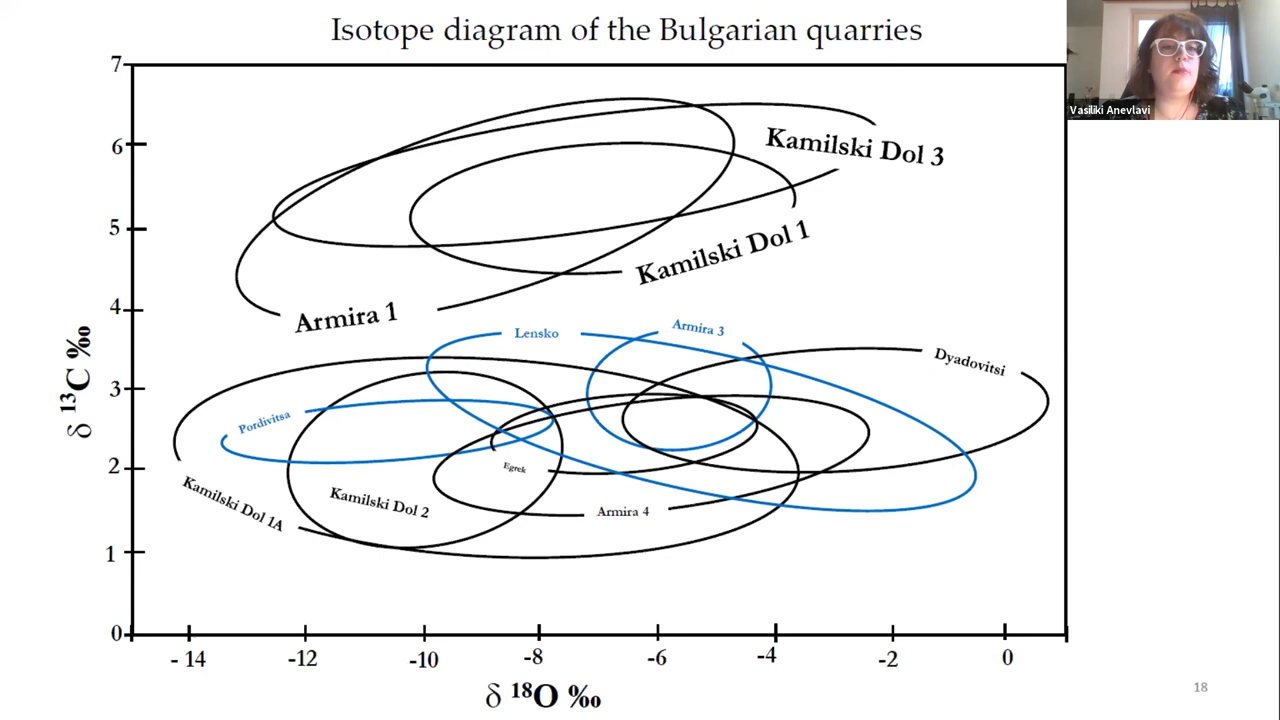 Isotope diagram of the Bulgarian quarries
Vasiliki Anevlavi
7
6
5
4
3
2
1
0
δ ¹³C ‰
Kamilski Dol 3
Kamilski Dol 1
Armira 1
Lensko
Armira 3
Dyadovitsi
Pordivitsa
Egrek
Kamilski Dol 1A
Kamilski Dol 2
Armira 4
- 14 -12 -10 -8 -6 -4 -2 0
δ ¹⁸O ‰
18